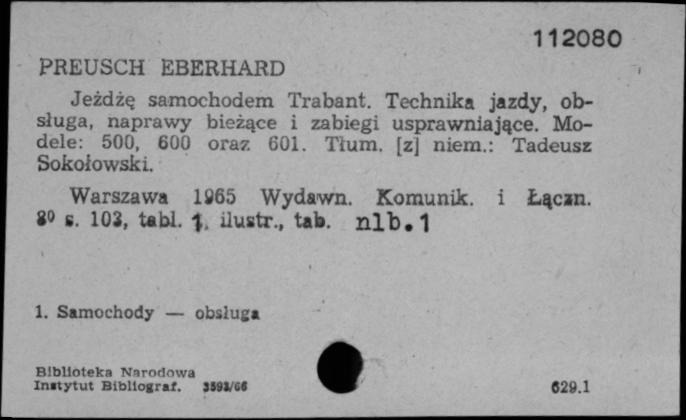 112080
PREUSCH EBERHARD
Jeżdżę samochodem Trabant. Technika jazdy, ob-
sługa, naprawy bieżące i zabiegi usprawniające. Mo-
dele: 500, 600 oraz 601. Tłum. [z] niem.: Tadeusz
Sokołowski.
Warszawa 1965 Wydawn. Komunik. i Łączn.
8⁰ s. 103, tabl. 1, ilustr., tab. nlb. 1
1. Samochody — obsługa
Biblioteka Narodowa
Instytut Bibliograf. 3593/66
629.1